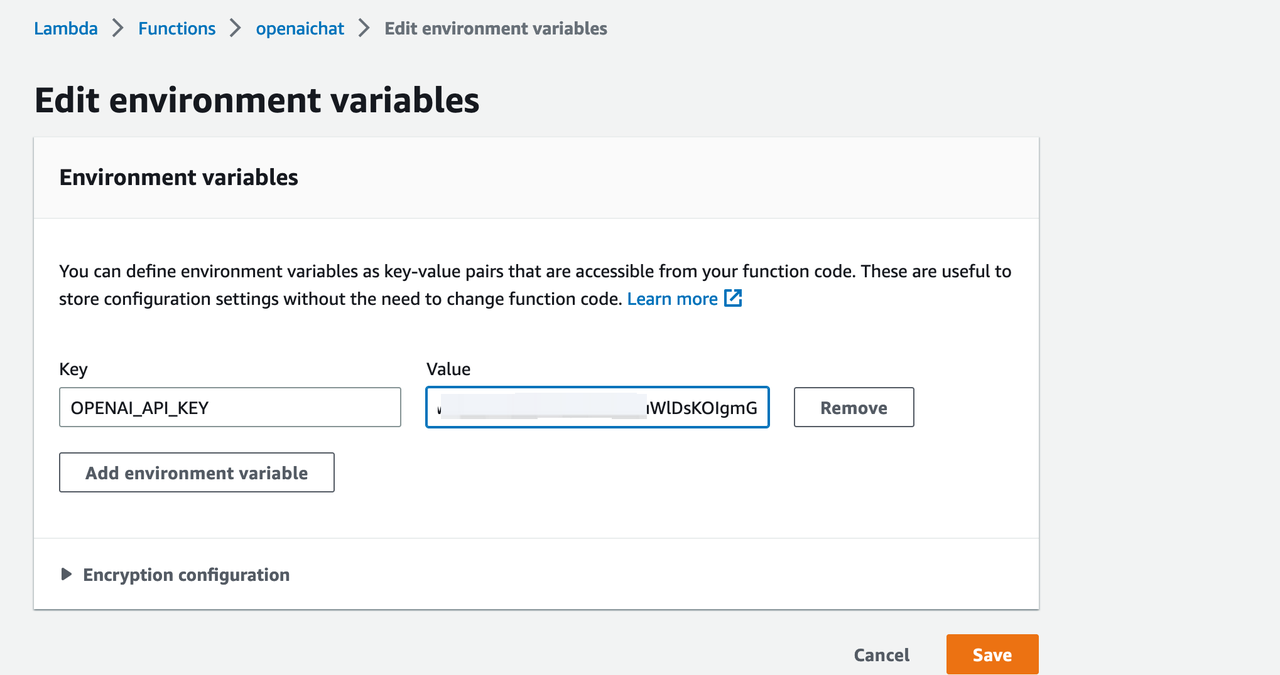 Lambda > Functions > openaichat > Edit environment variables
Edit environment variables
Environment variables
You can define environment variables as key-value pairs that are accessible from your function code. These are useful to
store configuration settings without the need to change function code. Learn more
Key Value
OPENAI_API_KEY WlDsKOIgmG Remove
Add environment variable
Encryption configuration
Cancel Save